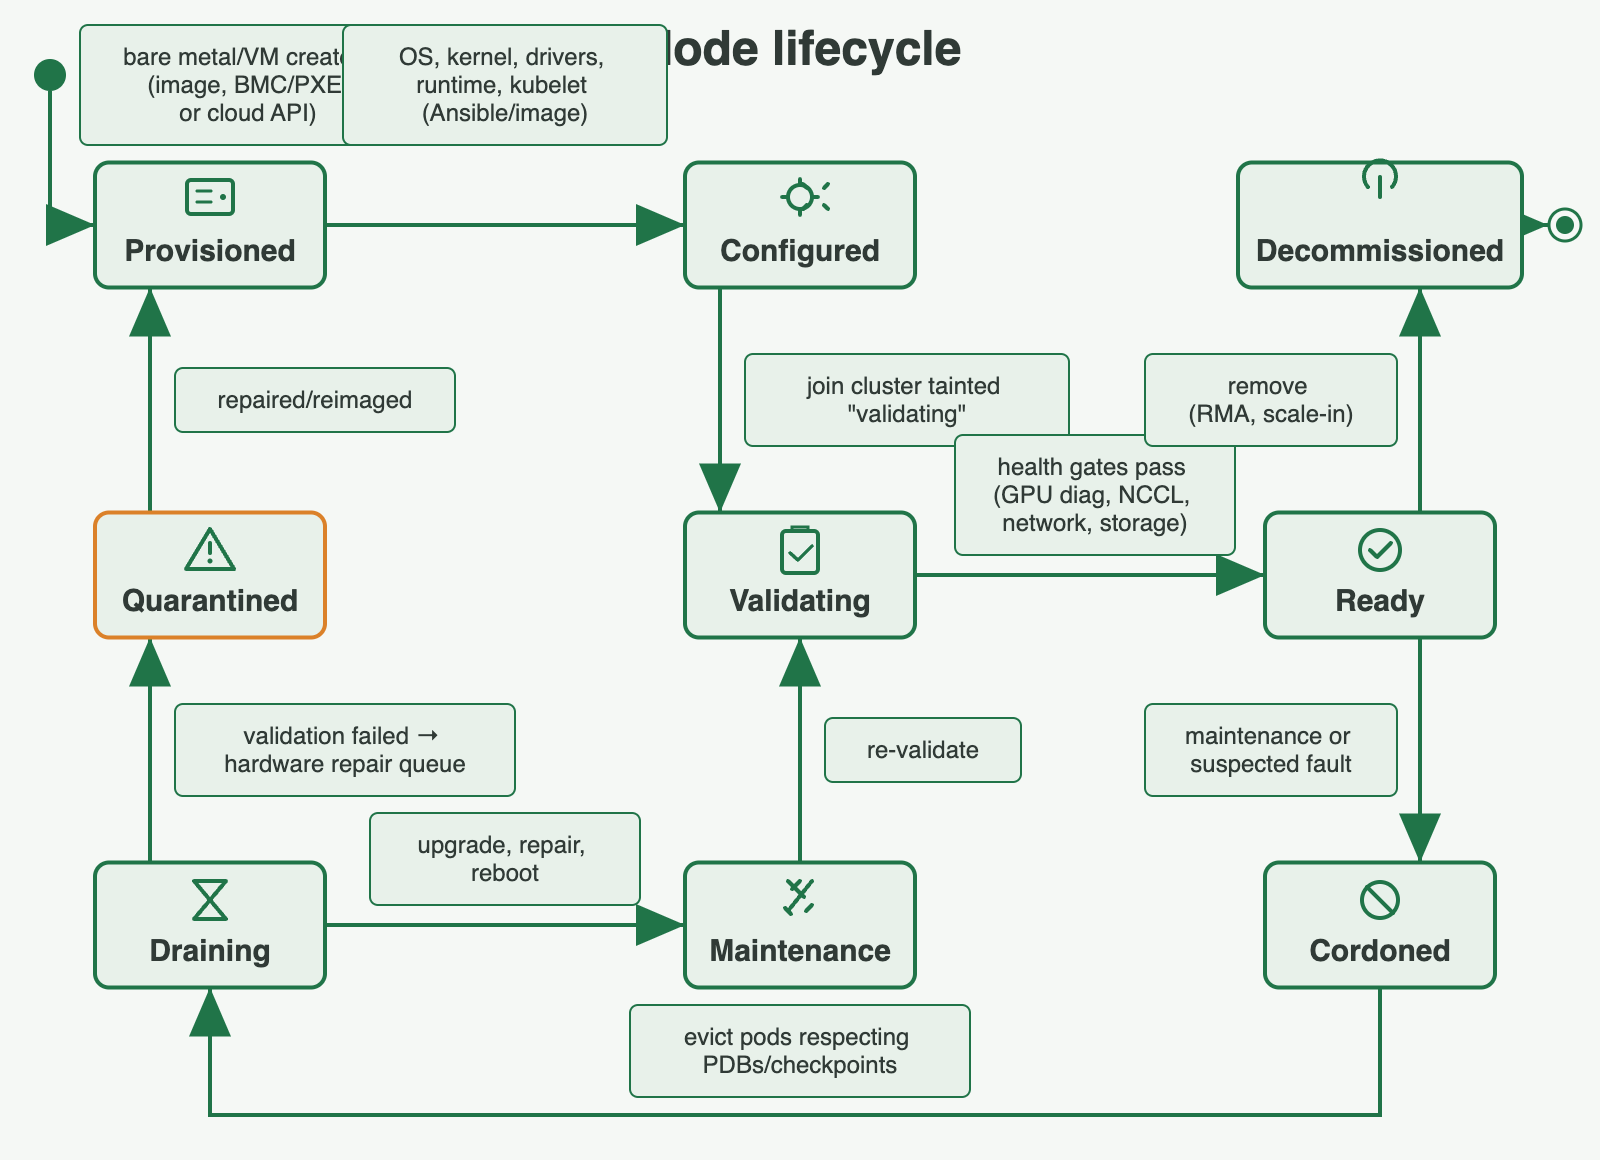 lifecycle
bare metal/VM
(image, BMC/PXE
or cloud API)
OS, kernel, drivers,
runtime, kubelet
(Ansible/image)
Provisioned
Configured
Decommissioned
repaired/reimaged
join cluster tainted
"validating"
remove
(RMA, scale-in)
health gates pass
(GPU diag, NCCL,
network, storage)
Quarantined
Validating
Ready
validation failed →
hardware repair queue
re-validate
maintenance or
suspected fault
upgrade, repair,
reboot
Draining
Maintenance
Cordoned
evict pods respecting
PDBs/checkpoints